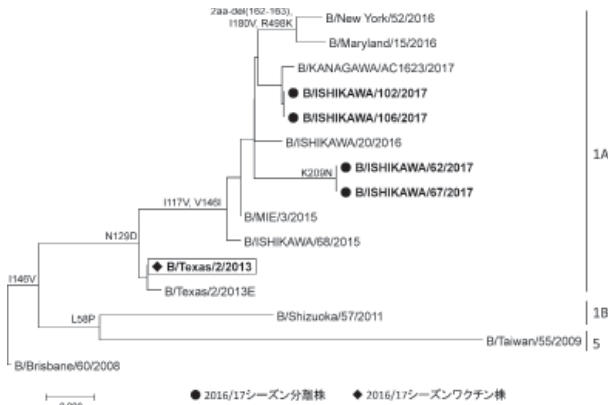 2aa-del(162-163),
I180V, R498K
B/New York/52/2016
B/Maryland/15/2016
B/KANAGAWA/AC1623/2017
B/ISHIKAWA/102/2017
B/ISHIKAWA/106/2017
B/ISHIKAWA/20/2016
1A
K209N
B/ISHIKAWA/62/2017
B/ISHIKAWA/67/2017
I117V, V146I
B/MIE/3/2015
N129D
B/ISHIKAWA/68/2015
B/Texas/2/2013
I146V
B/Texas/2/2013E
L58P
B/Shizuoka/57/2011
1B
B/Taiwan/55/2009
5
B/Brisbane/60/2008
2016/17シーズン分離株
2016/17シーズンワクチン株